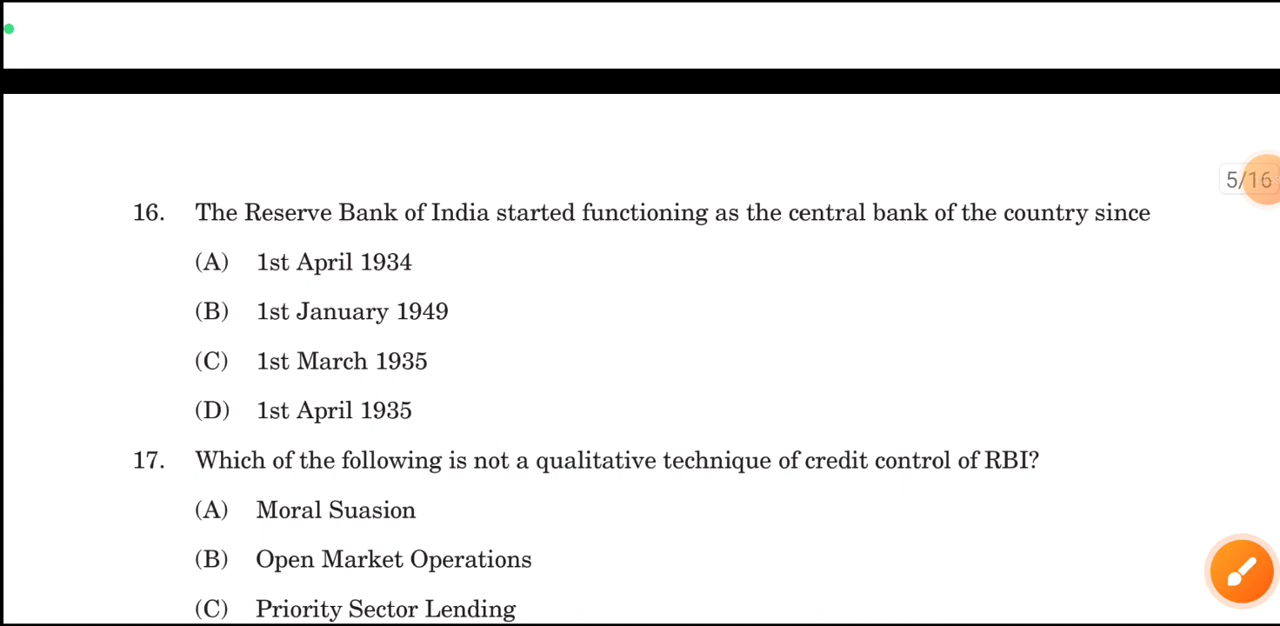 5/16
16. The Reserve Bank of India started functioning as the central bank of the country since
(A) 1st April 1934
(B) 1st January 1949
(C) 1st March 1935
(D) 1st April 1935
17. Which of the following is not a qualitative technique of credit control of RBI?
(A) Moral Suasion
(B) Open Market Operations
(C) Priority Sector Lending